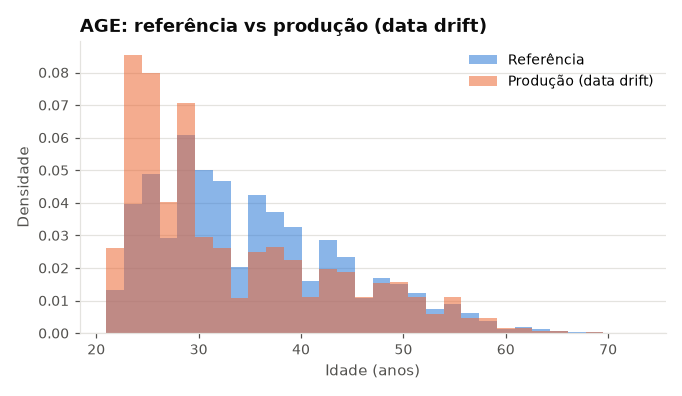 AGE: referência vs produção (data drift)
Referência
Produção (data drift)
Densidade
0.08
0.07
0.06
0.05
0.04
0.03
0.02
0.01
0.00
20 30 40 50 60 70
Idade (anos)